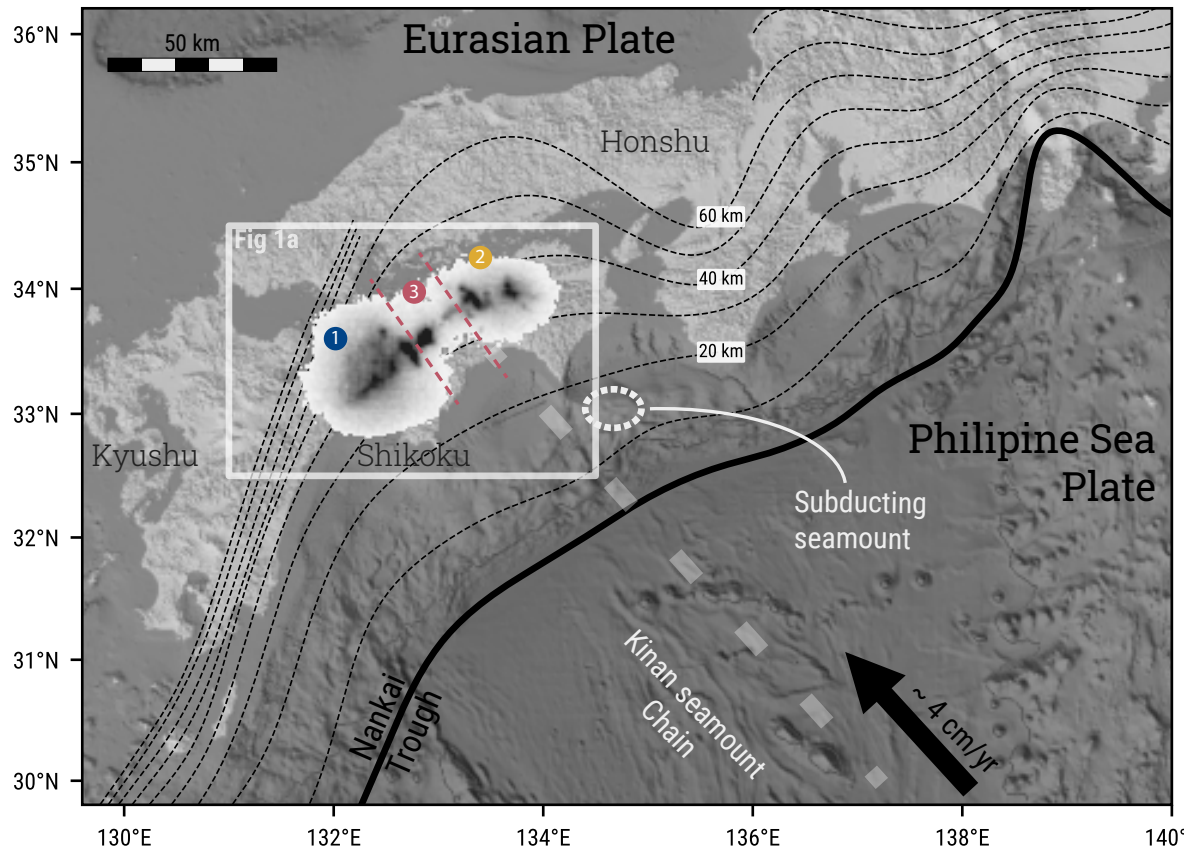 36°N
35°N
34°N
33°N
32°N
31°N
30°N
50 km
Eurasian Plate
Honshu
60 km
40 km
20 km
Fig 1a
2
3
1
Kyushu
Shikoku
Philipine Sea
Plate
Subducting
seamount
Kinan seamount
Chain
~ 4 cm/yr
Nankai
Trough
130°E
132°E
134°E
136°E
138°E
140°